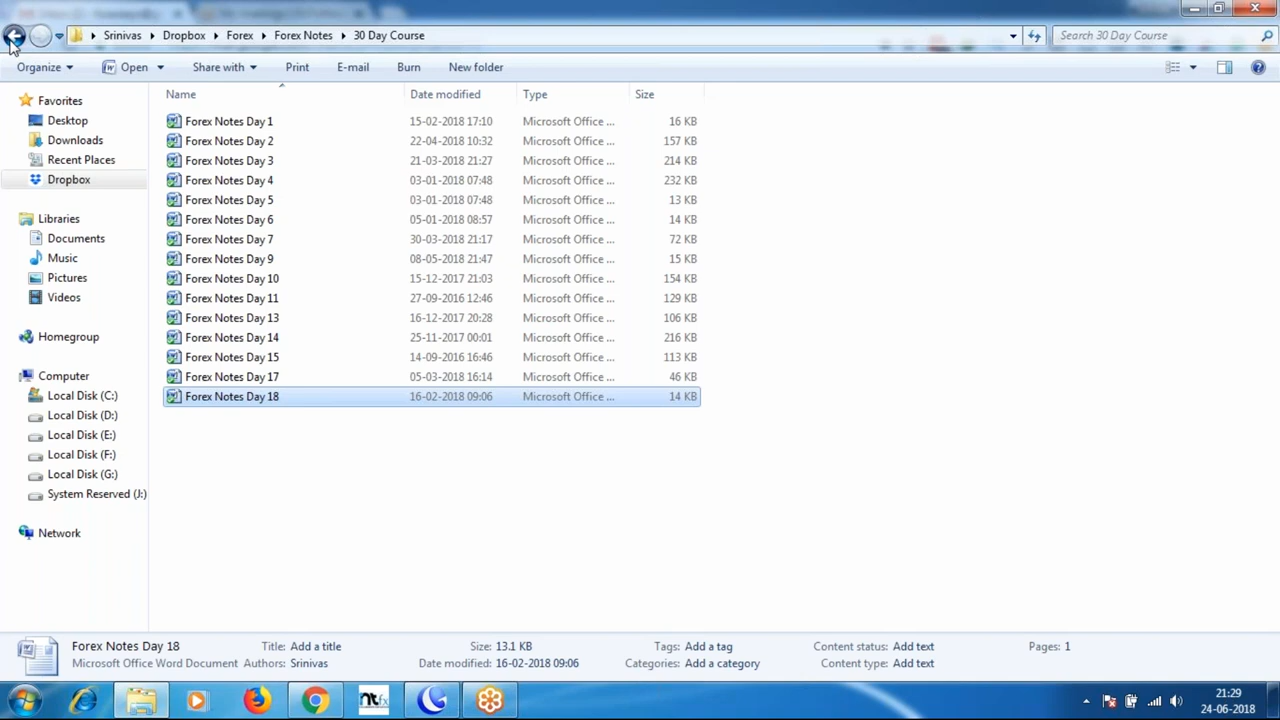 Srinivas Dropbox Forex Forex Notes 30 Day Course Search 30 Day Course
Organize Open Share with Print E-mail Burn New folder
Name Date modified Type Size
Favorites
Desktop
Downloads
Recent Places
Dropbox
Libraries
Documents
Music
Pictures
Videos
Homegroup
Computer
Local Disk (C:)
Local Disk (D:)
Local Disk (E:)
Local Disk (F:)
Local Disk (G:)
System Reserved (J:)
Network
Forex Notes Day 1 15-02-2018 17:10 Microsoft Office ... 16 KB
Forex Notes Day 2 22-04-2018 10:32 Microsoft Office ... 157 KB
Forex Notes Day 3 21-03-2018 21:27 Microsoft Office ... 214 KB
Forex Notes Day 4 03-01-2018 07:48 Microsoft Office ... 232 KB
Forex Notes Day 5 03-01-2018 07:48 Microsoft Office ... 13 KB
Forex Notes Day 6 05-01-2018 08:57 Microsoft Office ... 14 KB
Forex Notes Day 7 30-03-2018 21:17 Microsoft Office ... 72 KB
Forex Notes Day 9 08-05-2018 21:47 Microsoft Office ... 15 KB
Forex Notes Day 10 15-12-2017 21:03 Microsoft Office ... 154 KB
Forex Notes Day 11 27-09-2016 12:46 Microsoft Office ... 129 KB
Forex Notes Day 13 16-12-2017 20:28 Microsoft Office ... 106 KB
Forex Notes Day 14 25-11-2017 00:01 Microsoft Office ... 216 KB
Forex Notes Day 15 14-09-2016 16:46 Microsoft Office ... 113 KB
Forex Notes Day 17 05-03-2018 16:14 Microsoft Office ... 46 KB
Forex Notes Day 18 16-02-2018 09:06 Microsoft Office ... 14 KB
Forex Notes Day 18 Title: Add a title Size: 13.1 KB Tags: Add a tag Content status: Add text Pages: 1
Microsoft Office Word Document Authors: Srinivas Date modified: 16-02-2018 09:06 Categories: Add a category Content type: Add text
ntfx
21:29
24-06-2018